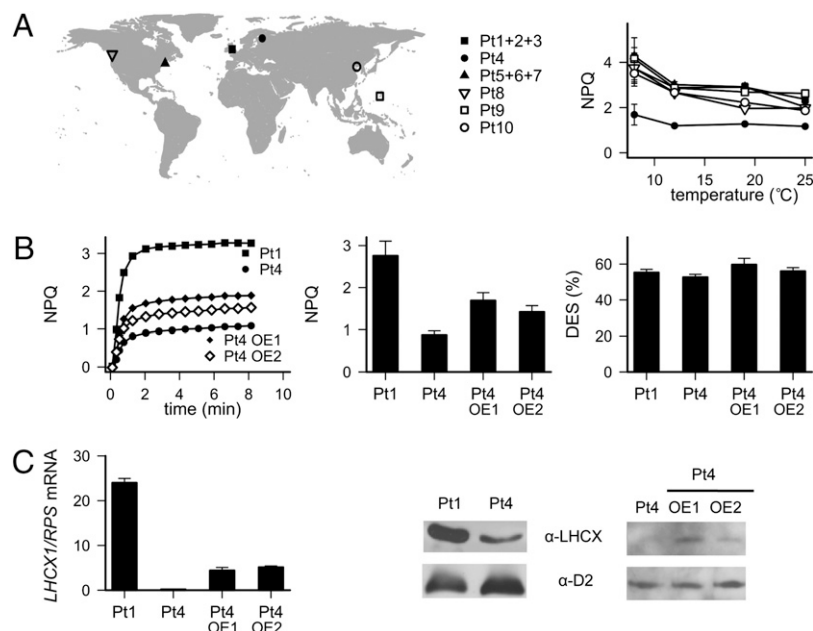 A
Pt1+2+3
Pt4
Pt5+6+7
Pt8
Pt9
Pt10
NPQ
4
2
0
10
15
20
25
temperature (°C)
B
NPQ
3
2
1
0
0
2
4
6
8
10
time (min)
Pt1
Pt4
Pt4 OE1
Pt4 OE2
NPQ
3
2
1
0
Pt1
Pt4
Pt4 OE1
Pt4 OE2
DES (%)
60
40
20
0
Pt1
Pt4
Pt4 OE1
Pt4 OE2
C
LHCX1/RPS mRNA
30
20
10
0
Pt1
Pt4
Pt4 OE1
Pt4 OE2
Pt1 Pt4
α-LHCX
α-D2
Pt4
Pt4 OE1 OE2